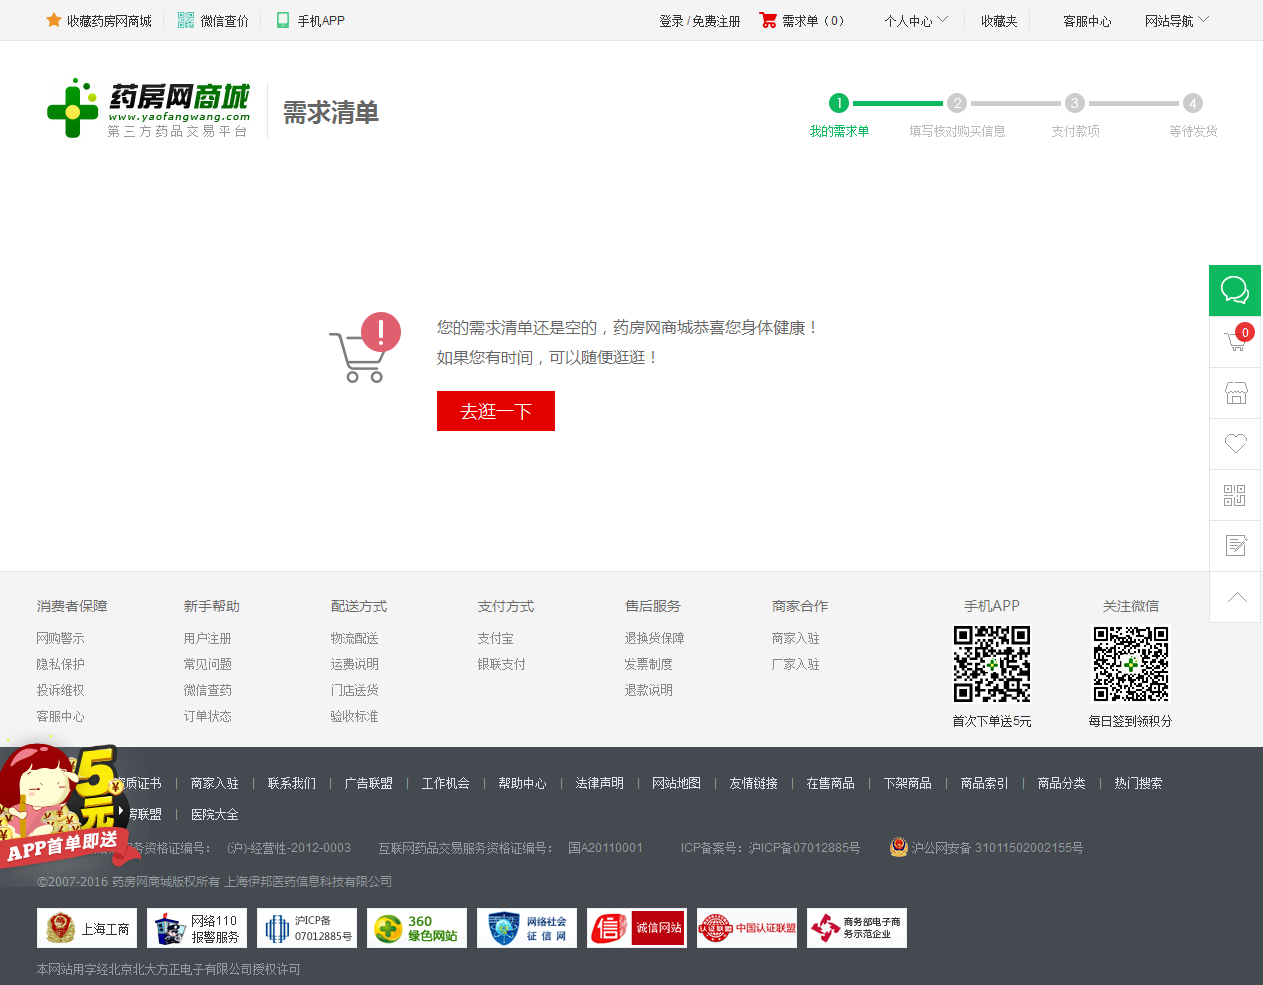 收藏药房网商城 微信查价 手机APP 登录 / 免费注册 需求单（0） 个人中心 收藏夹 客服中心 网站导航
药房网商城
www.yaofangwang.com
第三方药品交易平台
需求清单
1 2 3 4
我的需求单 填写核对购买信息 支付款项 等待发货
您的需求清单还是空的，药房网商城恭喜您身体健康！
如果您有时间，可以随便逛逛！
去逛一下
0
消费者保障 新手帮助 配送方式 支付方式 售后服务 商家合作 手机APP 关注微信
网购警示 用户注册 物流配送 支付宝 退换货保障 商家入驻
隐私保护 常见问题 运费说明 银联支付 发票制度 厂家入驻
投诉维权 微信查药 门店送货 退款说明
客服中心 订单状态 验收标准
首次下单送5元 每日签到领积分
质证书 | 商家入驻 | 联系我们 | 广告联盟 | 工作机会 | 帮助中心 | 法律声明 | 网站地图 | 友情链接 | 在售商品 | 下架商品 | 商品索引 | 商品分类 | 热门搜索
房联盟 | 医院大全
5元
APP首单即送
务资格证编号： (沪)-经营性-2012-0003 互联网药品交易服务资格证编号： 国A20110001 ICP备案号：沪ICP备07012885号 沪公网安备 31011502002155号
©2007-2016 药房网商城版权所有 上海伊邦医药信息科技有限公司
上海工商
网络110
报警服务
沪ICP备
07012885号
360
绿色网站
网络社会
征信网
信 诚信网站
认证联盟 中国认证联盟
商务部电子商
务示范企业
本网站用字经北京北大方正电子有限公司授权许可